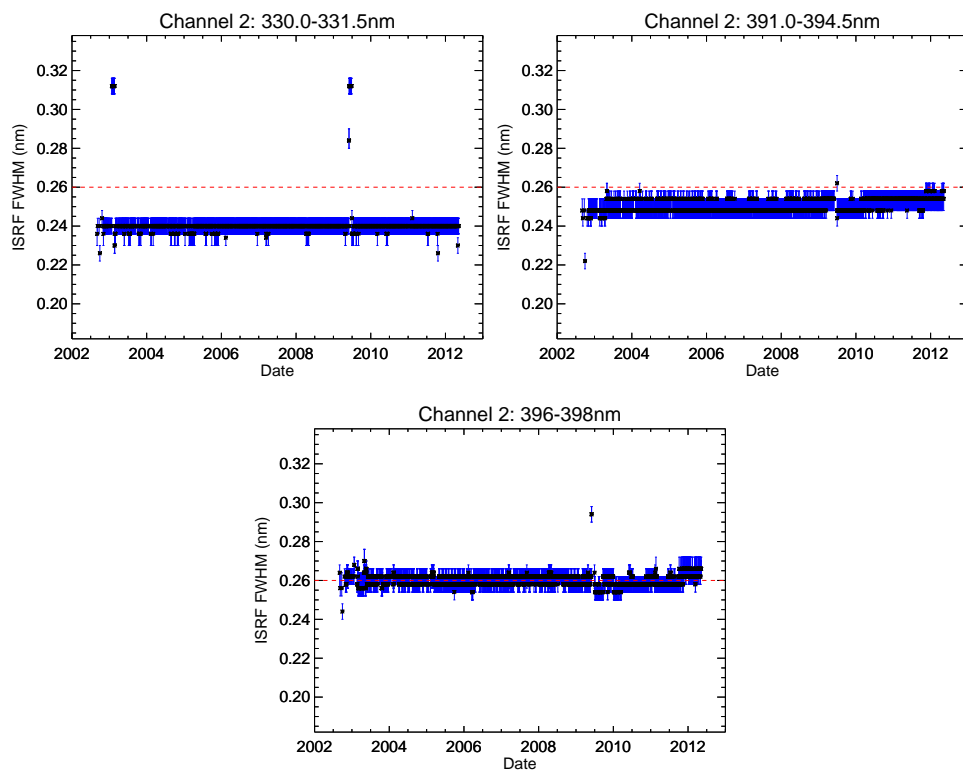 Channel 2: 330.0-331.5nm
ISRF FWHM (nm)
0.32
0.30
0.28
0.26
0.24
0.22
0.20
2002 2004 2006 2008 2010 2012
Date
Channel 2: 391.0-394.5nm
ISRF FWHM (nm)
0.32
0.30
0.28
0.26
0.24
0.22
0.20
2002 2004 2006 2008 2010 2012
Date
Channel 2: 396-398nm
ISRF FWHM (nm)
0.32
0.30
0.28
0.26
0.24
0.22
0.20
2002 2004 2006 2008 2010 2012
Date